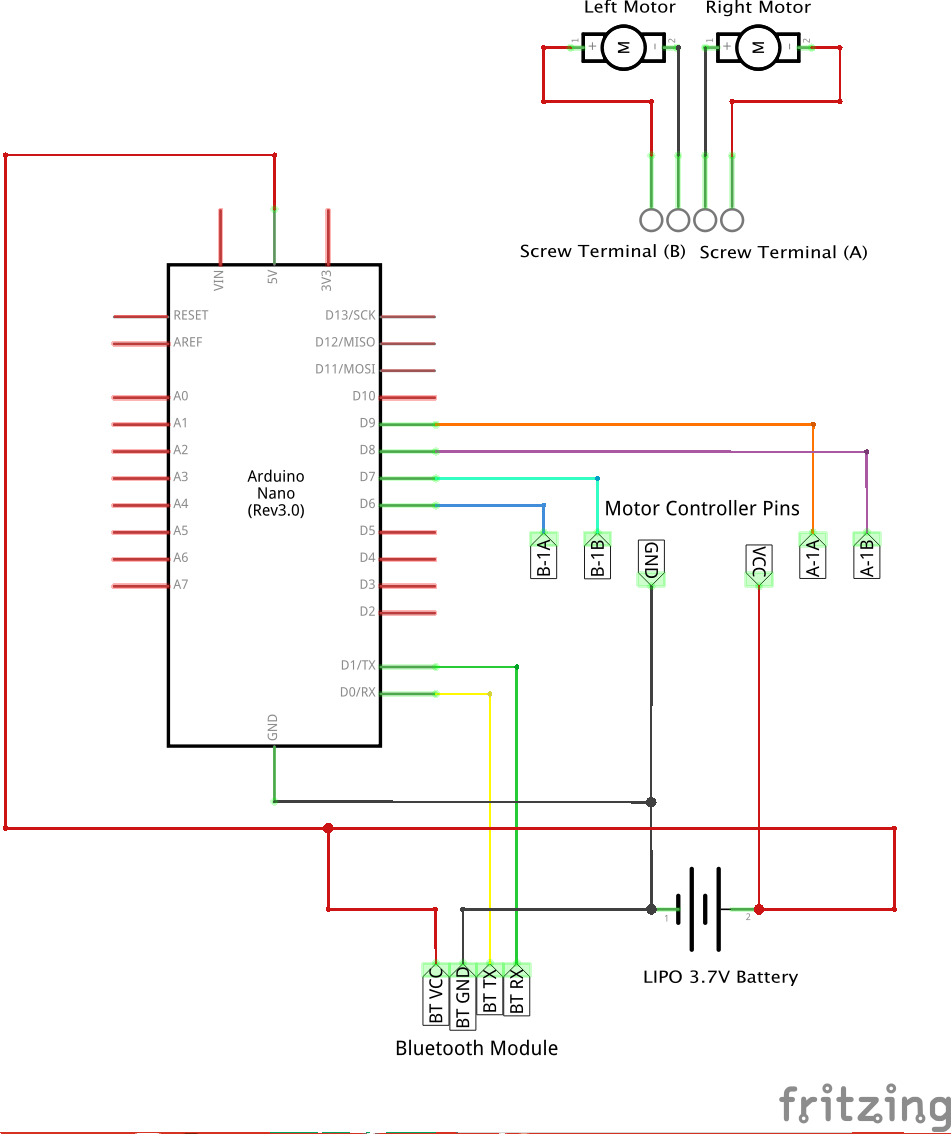 Left Motor Right Motor
1 + M - 2 1 + M - 2
Screw Terminal (B) Screw Terminal (A)
VIN 5V 3V3
RESET D13/SCK
AREF D12/MISO
D11/MOSI
A0 D10
A1 D9
A2 D8
A3 D7
A4 D6
A5 D5
A6 D4
A7 D3
D2
Arduino
Nano
(Rev3.0)
D1/TX
D0/RX
GND
Motor Controller Pins
B-1A B-1B GND VCC A-1A A-1B
1 2
LIPO 3.7V Battery
BT VCC BT GND BT TX BT RX
Bluetooth Module
fritzing